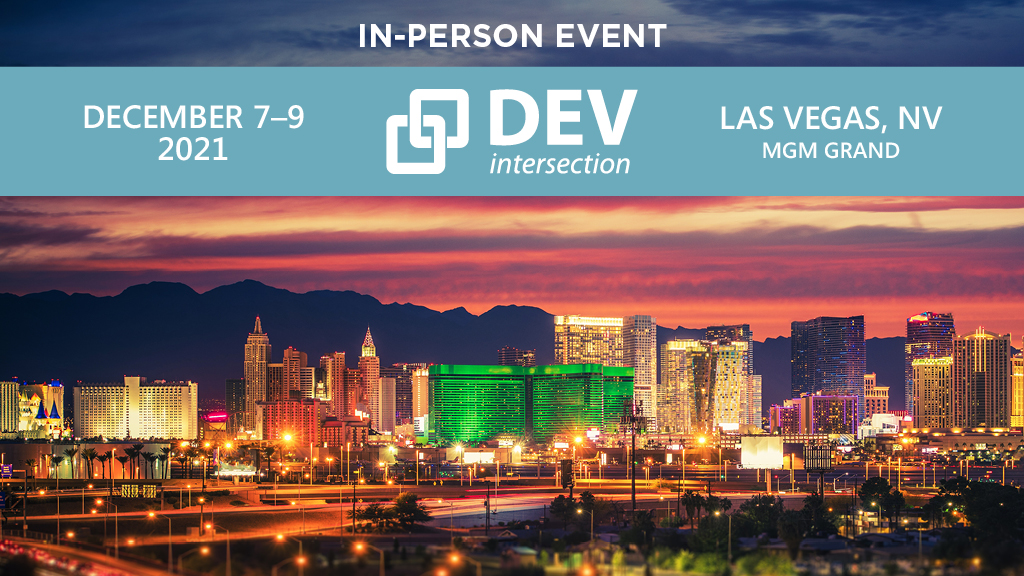 IN-PERSON EVENT
DECEMBER 7–9
2021
DEV
intersection
LAS VEGAS, NV
MGM GRAND